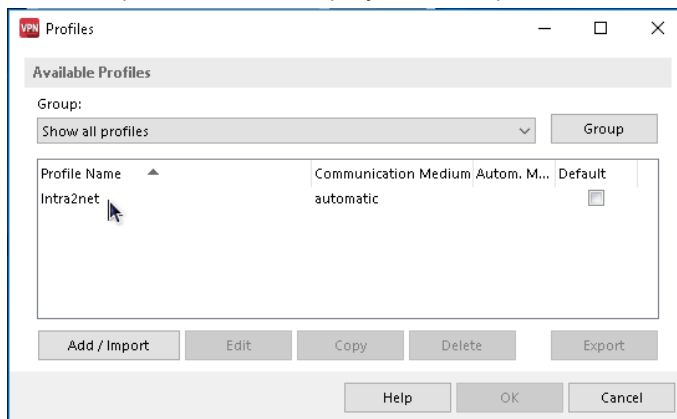 VPN Profiles
Available Profiles
Group:
Show all profiles Group
Profile Name Communication Medium Autom. M... Default
Intra2net automatic
Add / Import Edit Copy Delete Export
Help OK Cancel